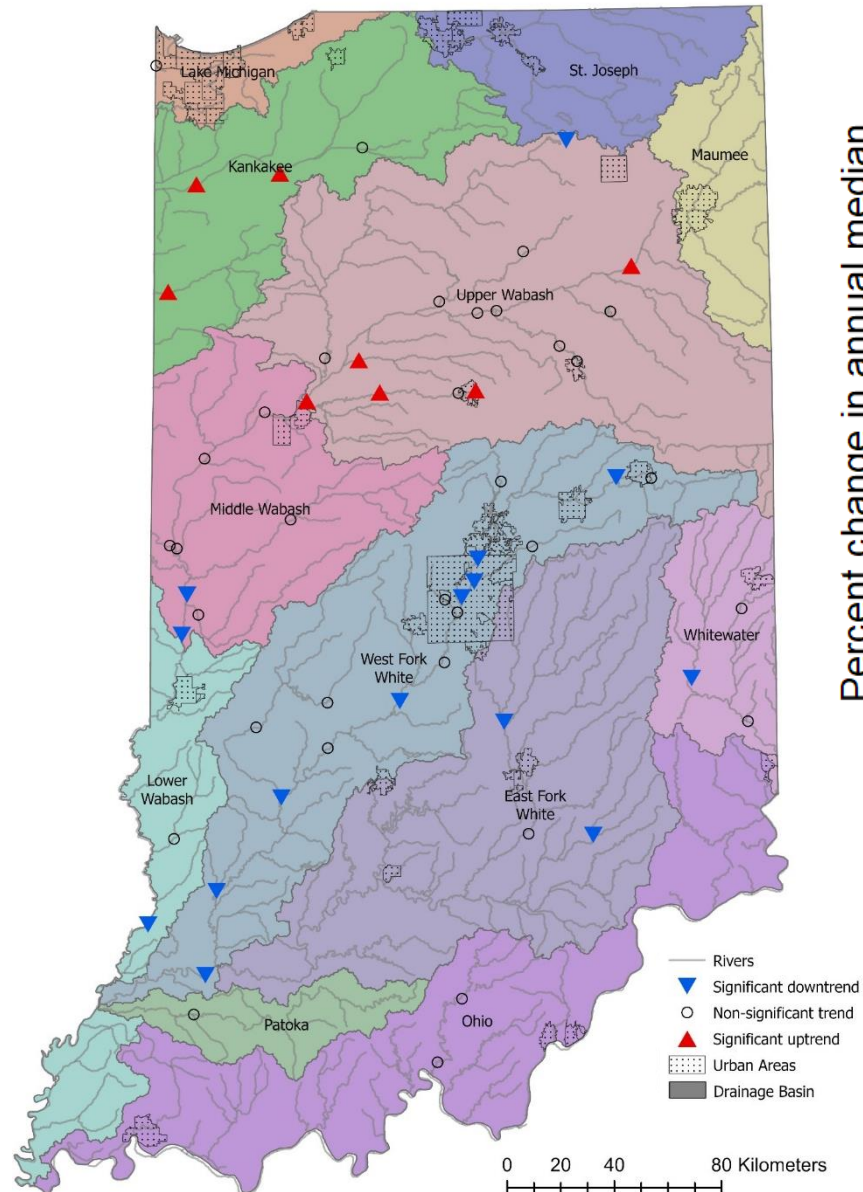 Lake Michigan
St. Joseph
Maumee
Kankakee
Upper Wabash
Middle Wabash
West Fork
White
Whitewater
Lower
Wabash
East Fork
White
Patoka
Ohio
Percent change in annual median
Rivers
Significant downtrend
Non-significant trend
Significant uptrend
Urban Areas
Drainage Basin
0 20 40 80 Kilometers